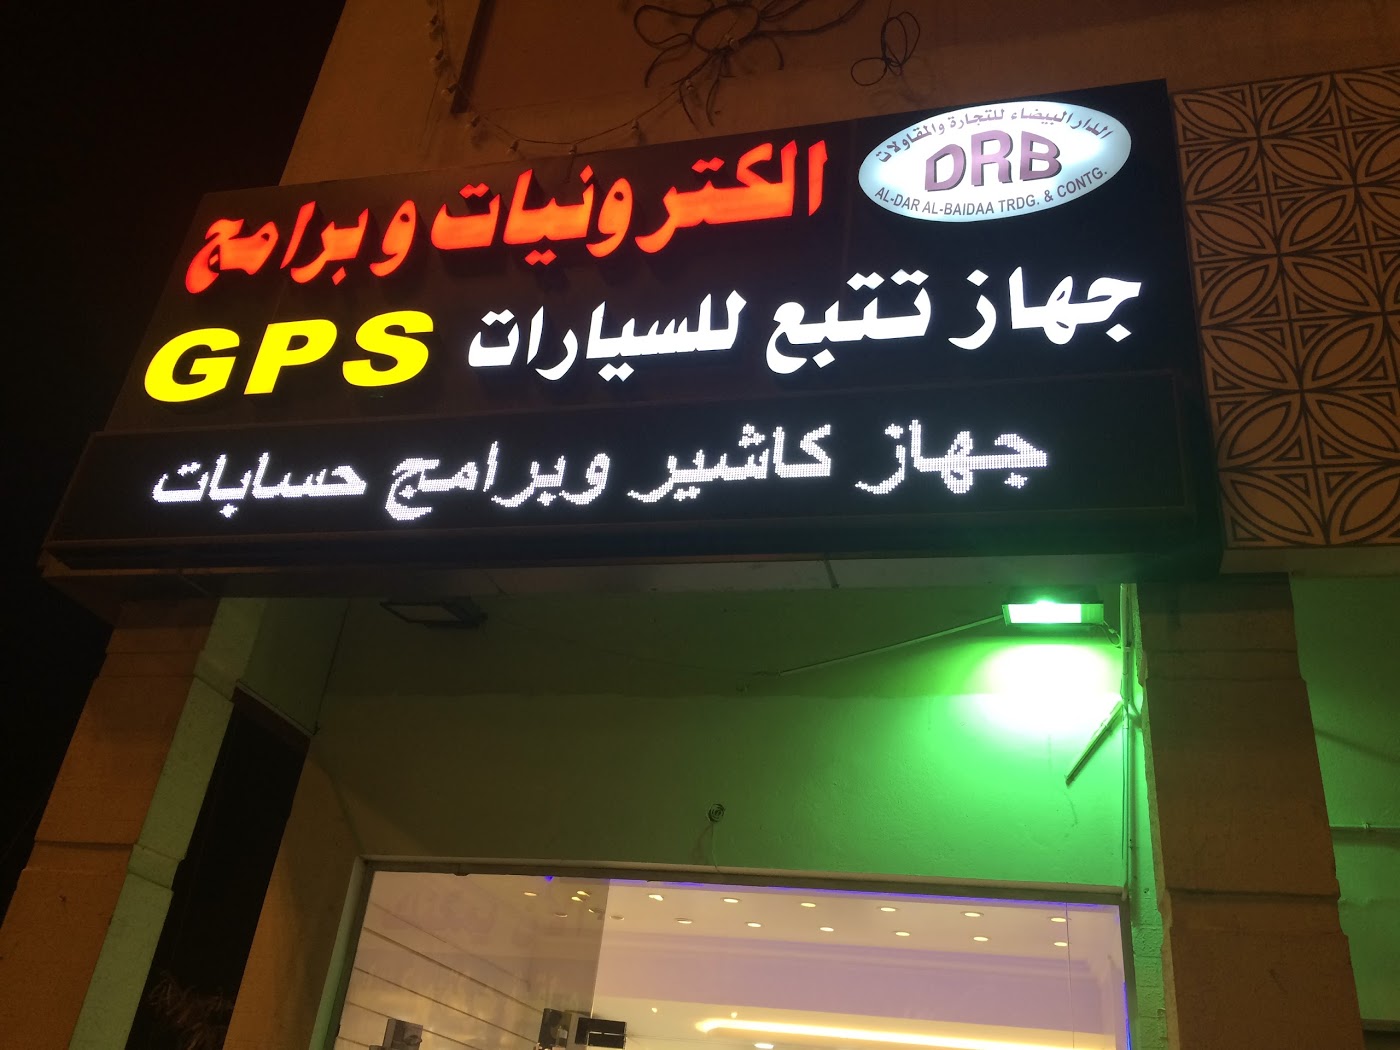 الدار البيضاء للتجارة والمقاولات
DRB
AL-DAR AL-BAIDAA TRDG. & CONTG.
الكترونيات وبرامج
جهاز تتبع للسيارات GPS
جهاز كاشير وبرامج حسابات